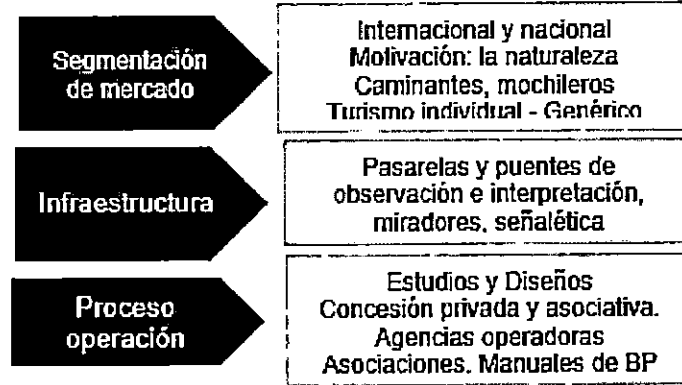 Segmentación
de mercado
Internacional y nacional
Motivación: la naturaleza
Caminantes, mochileros
Turismo individual - Genérico
Infraestructura
Pasarelas y puentes de
observación e interpretación,
miradores, señalética
Proceso
operación
Estudios y Diseños
Concesión privada y asociativa.
Agencias operadoras
Asociaciones. Manuales de BP